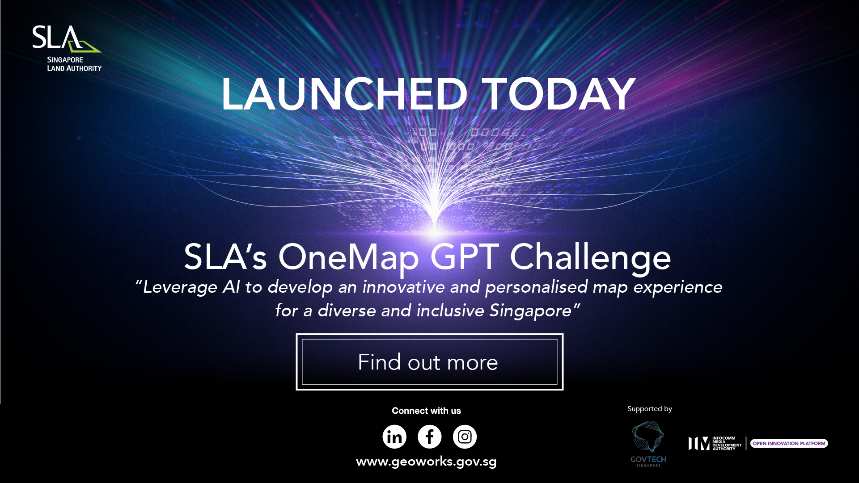 SLA
SINGAPORE
LAND AUTHORITY
LAUNCHED TODAY
SLA's OneMap GPT Challenge
"Leverage AI to develop an innovative and personalised map experience
for a diverse and inclusive Singapore"
Find out more
Connect with us
in f
www.geoworks.gov.sg
Supported by
GOVTECH
SINGAPORE
INFOCOMM
MEDIA
DEVELOPMENT
AUTHORITY
OPEN INNOVATION PLATFORM